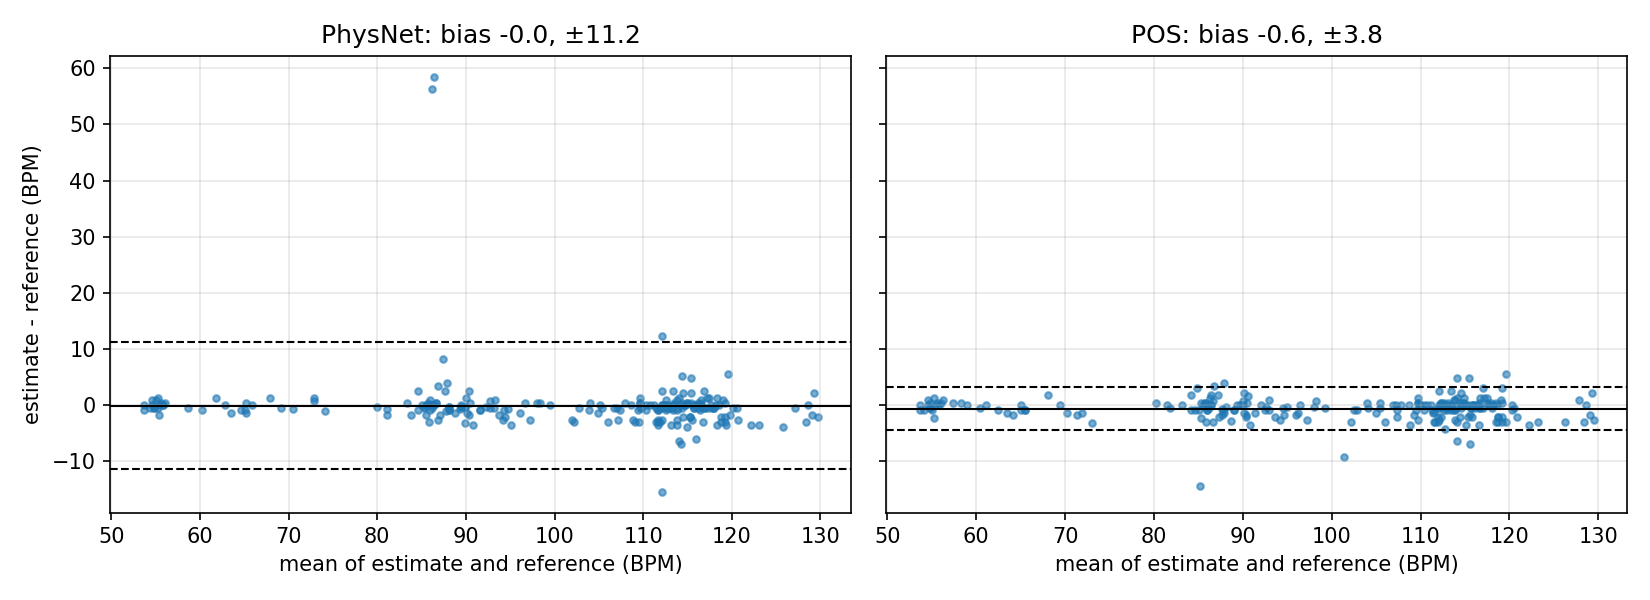 PhysNet: bias -0.0, ±11.2
POS: bias -0.6, ±3.8
estimate - reference (BPM)
60
50
40
30
20
10
0
−10
50 60 70 80 90 100 110 120 130
50 60 70 80 90 100 110 120 130
mean of estimate and reference (BPM)
mean of estimate and reference (BPM)